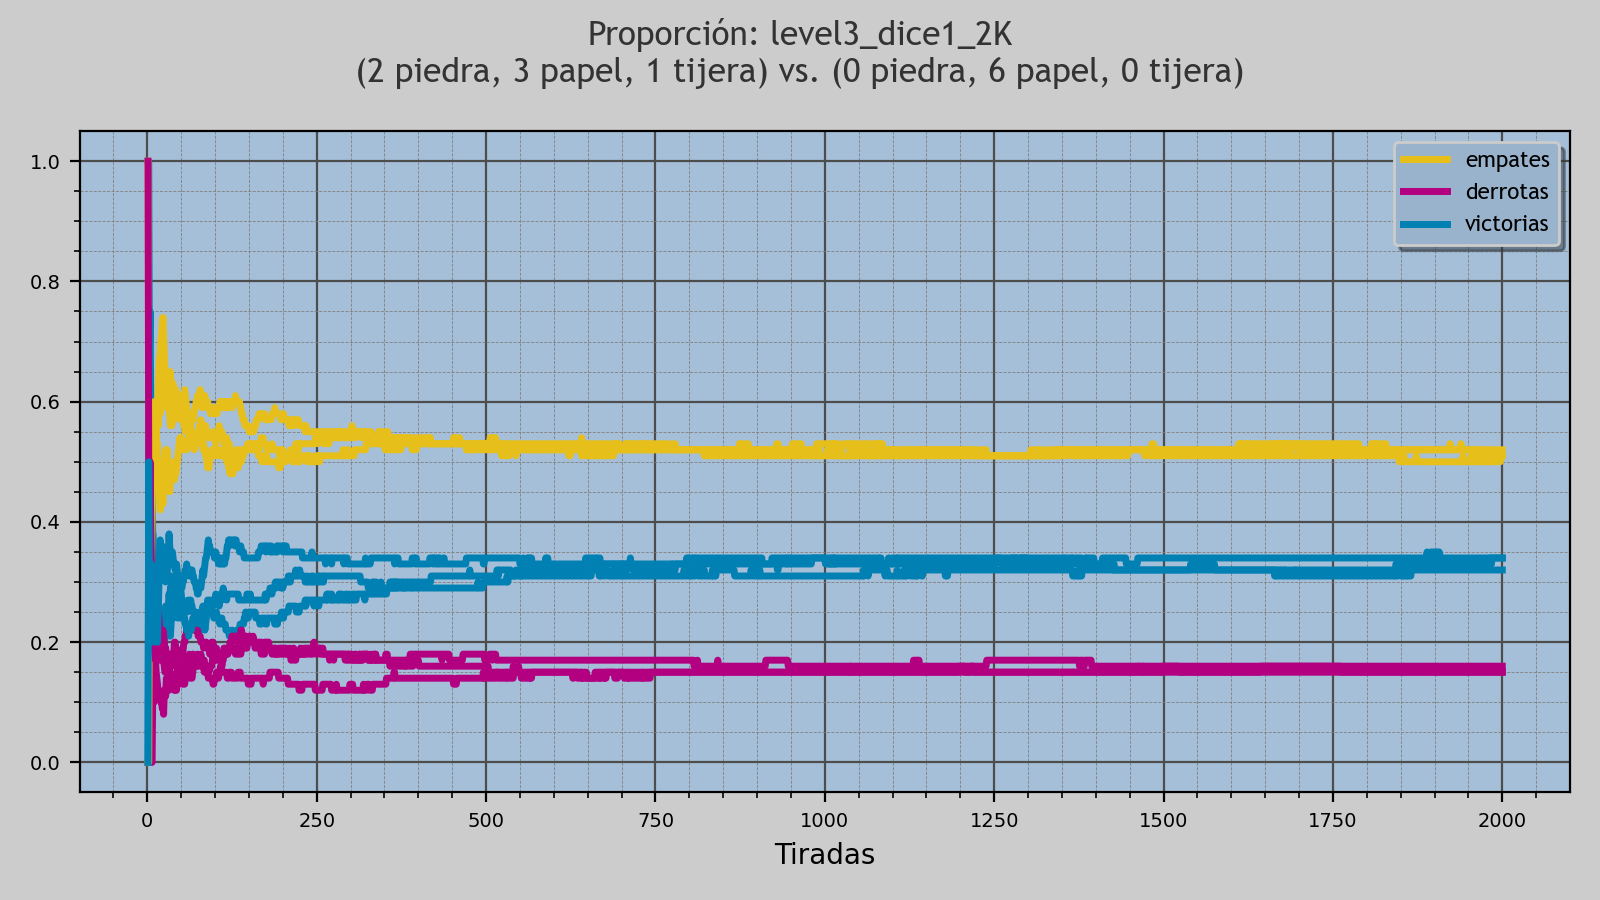 Proporción: level3_dice1_2K
(2 piedra, 3 papel, 1 tijera) vs. (0 piedra, 6 papel, 0 tijera)
1.0
0.8
0.6
0.4
0.2
0.0
empates
derrotas
victorias
0 250 500 750 1000 1250 1500 1750 2000
Tiradas